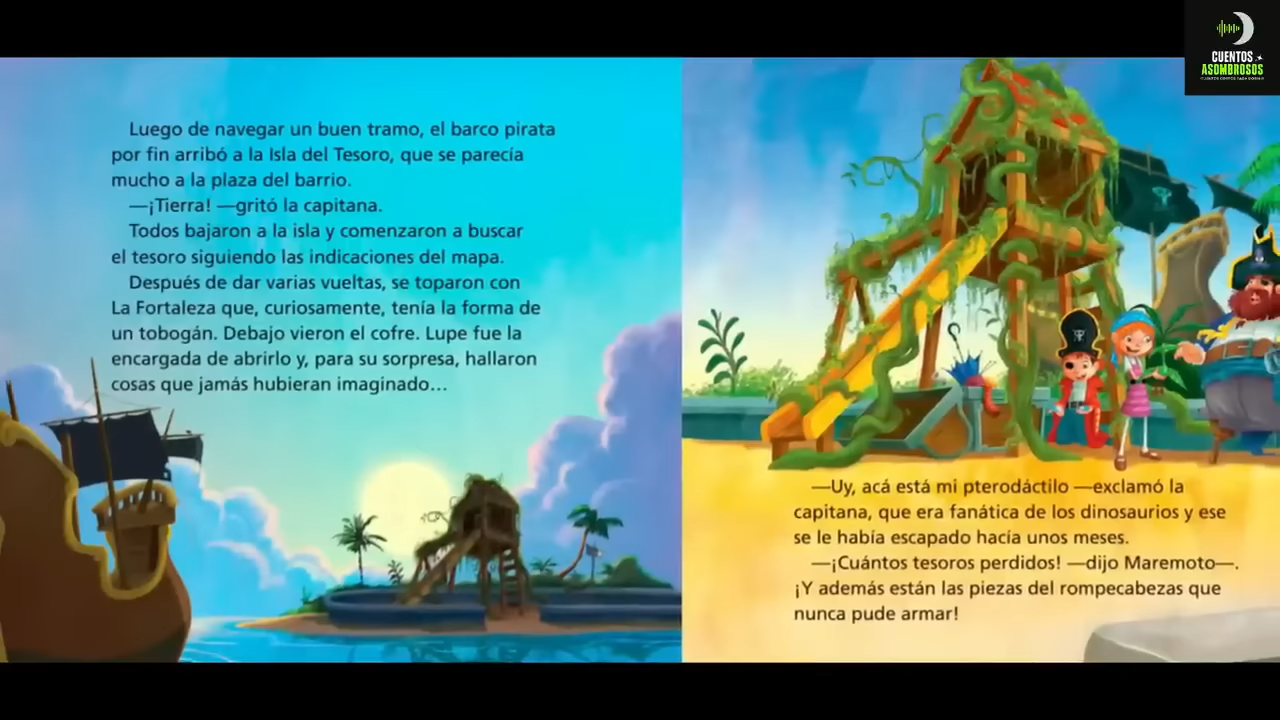 Luego de navegar un buen tramo, el barco pirata
por fin arribó a la Isla del Tesoro, que se parecía
mucho a la plaza del barrio.
—¡Tierra! —gritó la capitana.
Todos bajaron a la isla y comenzaron a buscar
el tesoro siguiendo las indicaciones del mapa.
Después de dar varias vueltas, se toparon con
La Fortaleza que, curiosamente, tenía la forma de
un tobogán. Debajo vieron el cofre. Lupe fue la
encargada de abrirlo y, para su sorpresa, hallaron
cosas que jamás hubieran imaginado…
CUENTOS
ASOMBROSOS
—Uy, acá está mi pterodáctilo —exclamó la
capitana, que era fanática de los dinosaurios y ese
se le había escapado hacía unos meses.
—¡Cuántos tesoros perdidos! —dijo Maremoto—.
¡Y además están las piezas del rompecabezas que
nunca pude armar!